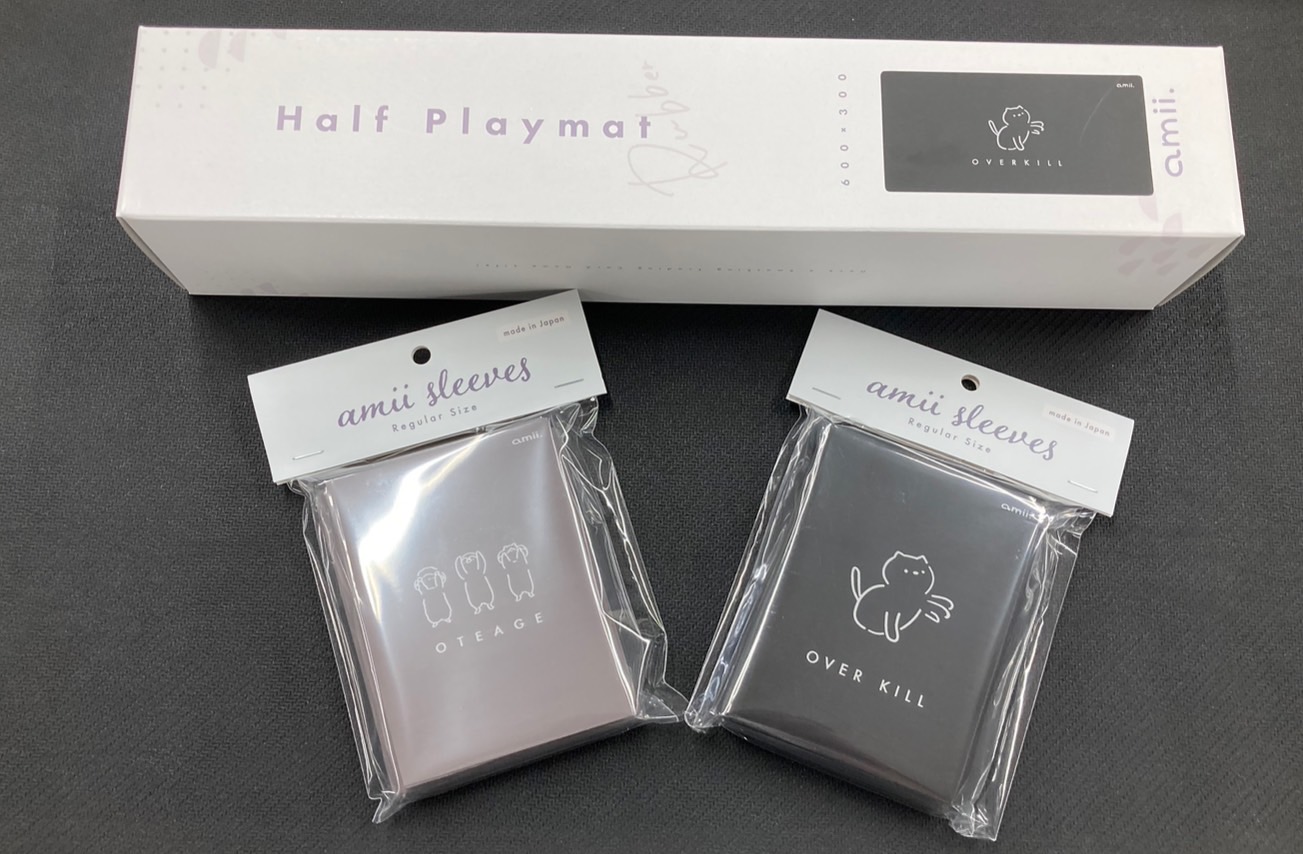 Half Playmat
Rubber
600×300
amii.
OVERKILL
amii.
made in Japan
amii sleeves
Regular Size
amii.
OTEAGE
amii sleeves
made in Japan
Regular Size
amii.
OVER KILL